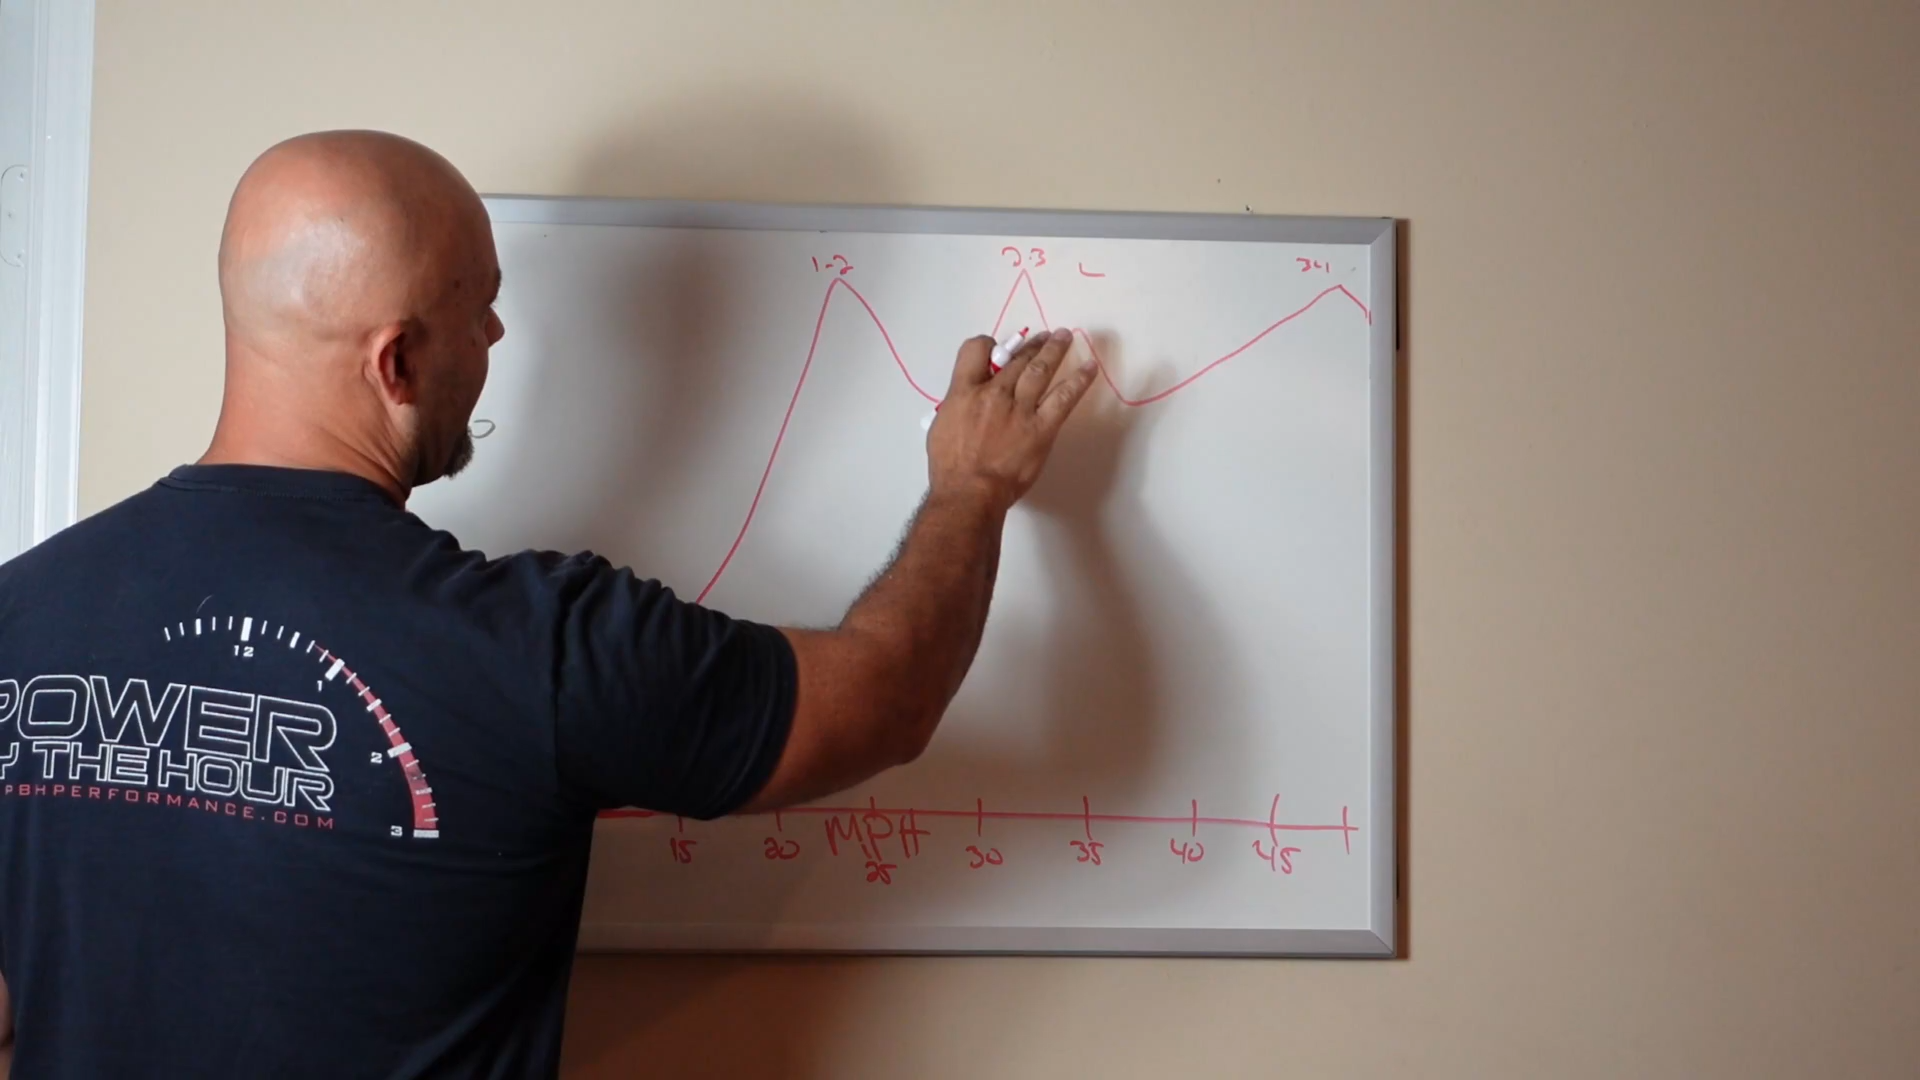 1-2 2-3 L 3-4
12
1
POWER
Y THE HOUR
PBHPERFORMANCE.COM
2
3
MPH
15 20 25 30 35 40 45